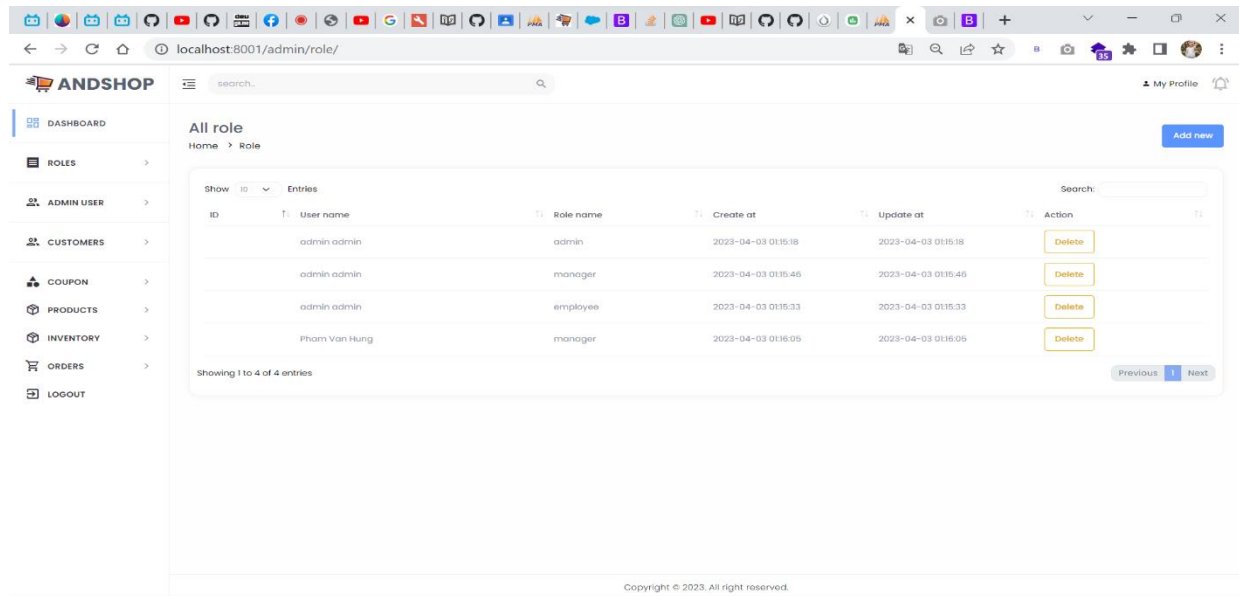 localhost:8001/admin/role/
35
ANDSHOP
search..
My Profile
DASHBOARD
ROLES
ADMIN USER
CUSTOMERS
COUPON
PRODUCTS
INVENTORY
ORDERS
LOGOUT
All role
Home > Role
Add new
Show 10 Entries
Search:
ID User name Role name Create at Update at Action
admin admin admin 2023-04-03 01:15:18 2023-04-03 01:15:18 Delete
admin admin manager 2023-04-03 01:15:46 2023-04-03 01:15:46 Delete
admin admin employee 2023-04-03 01:15:33 2023-04-03 01:15:33 Delete
Pham Van Hung manager 2023-04-03 01:16:05 2023-04-03 01:16:05 Delete
Showing 1 to 4 of 4 entries
Previous 1 Next
Copyright © 2023. All right reserved.